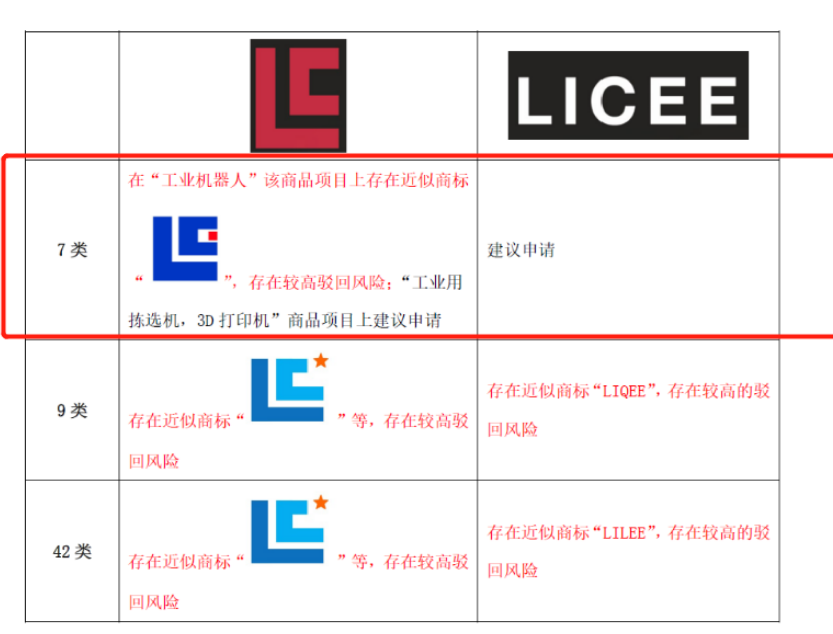 LICEE
7 类
在“工业机器人”该商品项目上存在近似商标
“ ”，存在较高驳回风险；“工业用
拣选机，3D 打印机”商品项目上建议申请
建议申请
9 类
存在近似商标“ ”等，存在较高驳
回风险
存在近似商标“LIQEE”，存在较高的驳
回风险
42 类
存在近似商标“ ”等，存在较高驳
回风险
存在近似商标“LILEE”，存在较高的驳
回风险